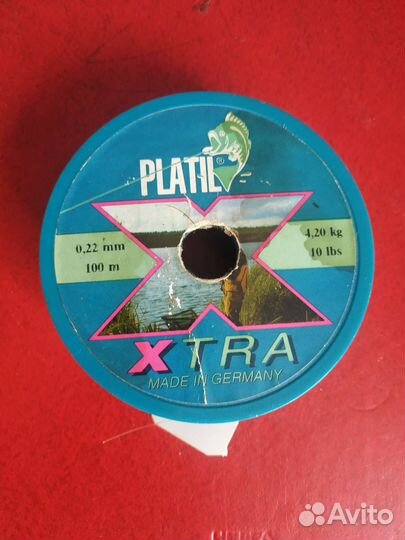 PLATIL®
0,22 mm
100 m
4,20 kg
10 lbs
XTRA
MADE IN GERMANY
Avito